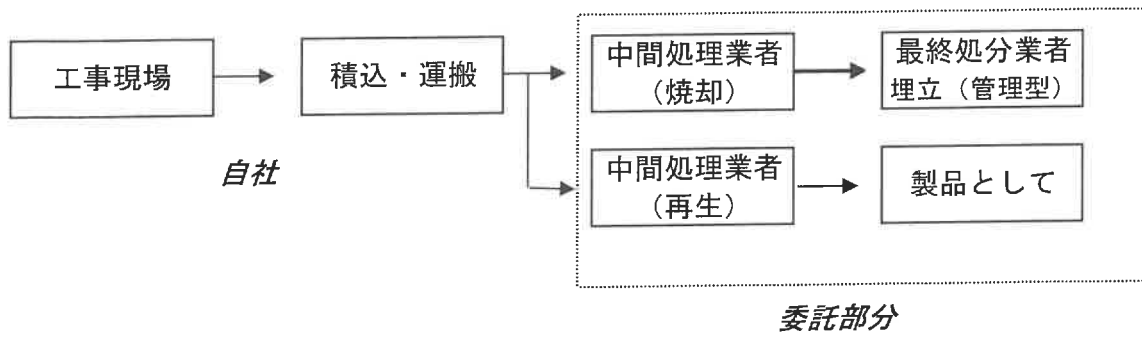 工事現場
積込・運搬
中間処理業者
(焼却)
最終処分業者
埋立(管理型)
自社
中間処理業者
(再生)
製品として
委託部分